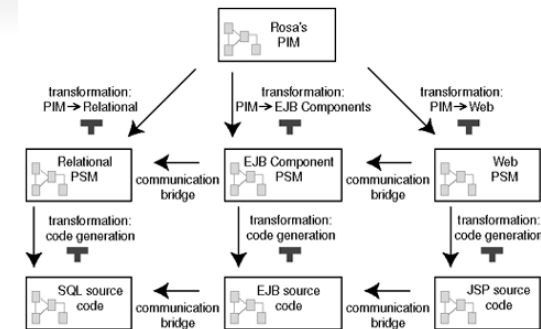 Rosa's
PIM
transformation:
PIM→Relational
transformation:
PIM→EJB Components
transformation:
PIM→Web
Relational
PSM
communication
bridge
EJB Component
PSM
communication
bridge
Web
PSM
transformation:
code generation
transformation:
code generation
transformation:
code generation
SQL source
code
communication
bridge
EJB source
code
communication
bridge
JSP source
code